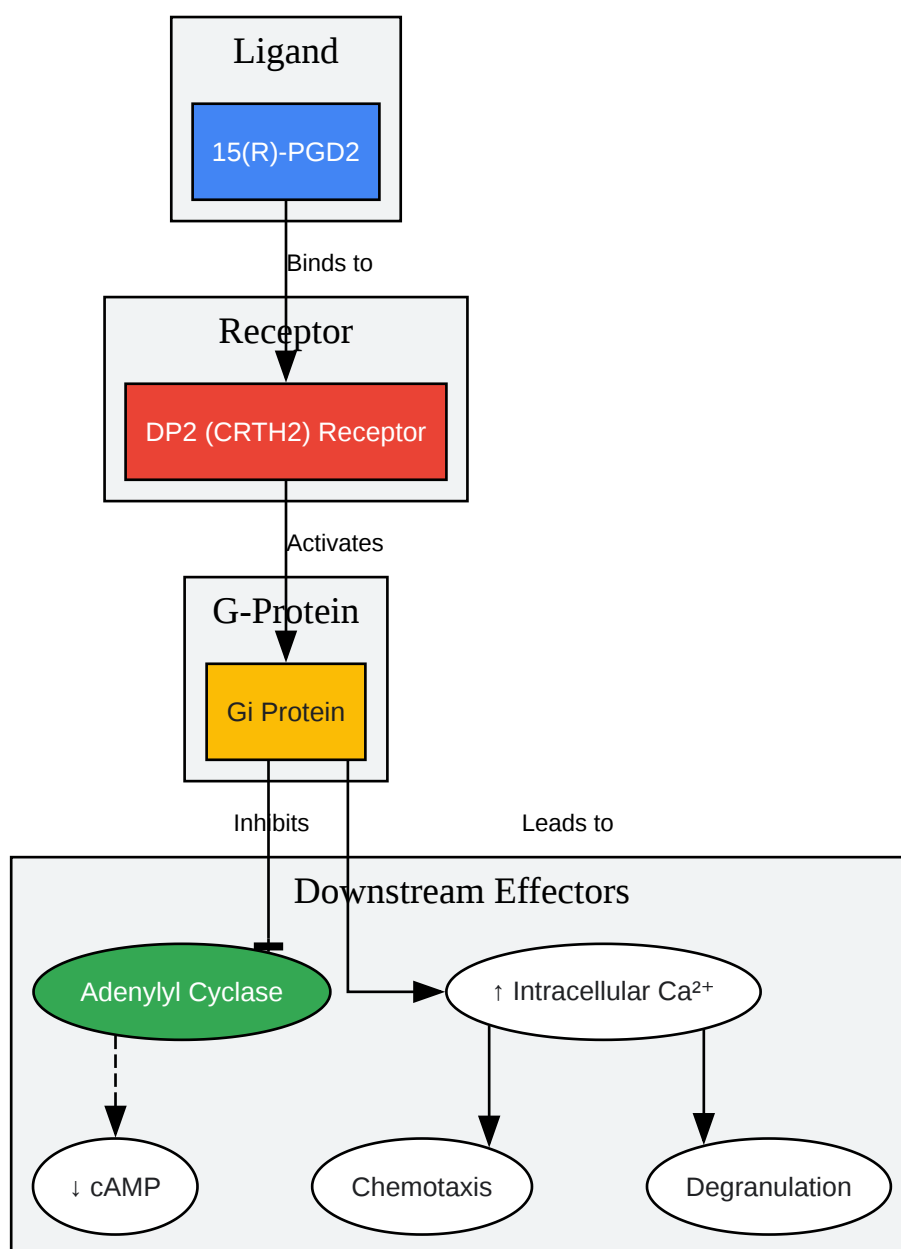 Ligand
15(R)-PGD2
Binds to
Receptor
DP2 (CRTH2) Receptor
Activates
G-Protein
Gi Protein
Inhibits
Leads to
Downstream Effectors
Adenylyl Cyclase
↑ Intracellular Ca²⁺
↓ cAMP
Chemotaxis
Degranulation